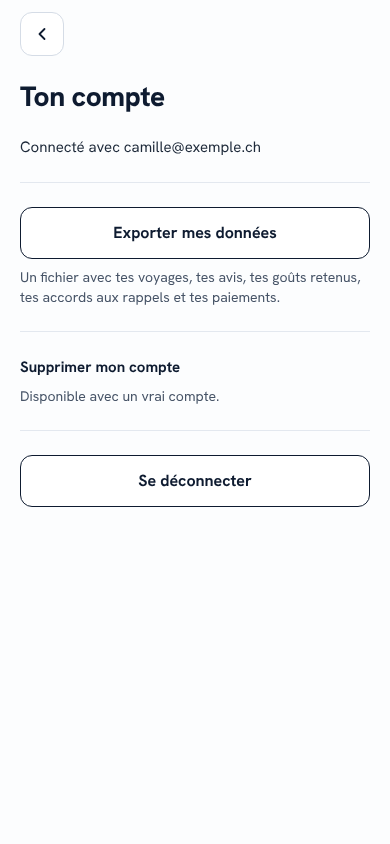 Ton compte
Connecté avec camille@exemple.ch
Exporter mes données
Un fichier avec tes voyages, tes avis, tes goûts retenus,
tes accords aux rappels et tes paiements.
Supprimer mon compte
Disponible avec un vrai compte.
Se déconnecter